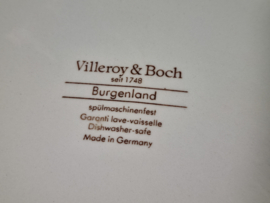 Villeroy & Boch
seit 1748
Burgenland
spülmaschinenfest
Garanti lave-vaisselle
Dishwasher-safe
Made in Germany